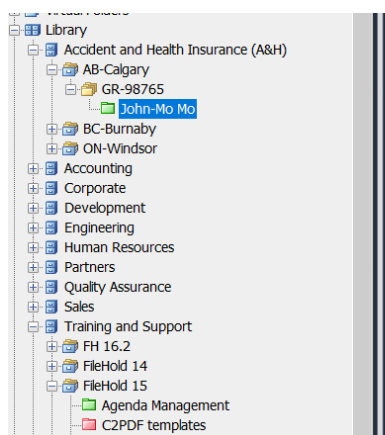 Virtual Folders
Library
Accident and Health Insurance (A&H)
AB-Calgary
GR-98765
John-Mo Mo
BC-Burnaby
ON-Windsor
Accounting
Corporate
Development
Engineering
Human Resources
Partners
Quality Assurance
Sales
Training and Support
FH 16.2
FileHold 14
FileHold 15
Agenda Management
C2PDF templates